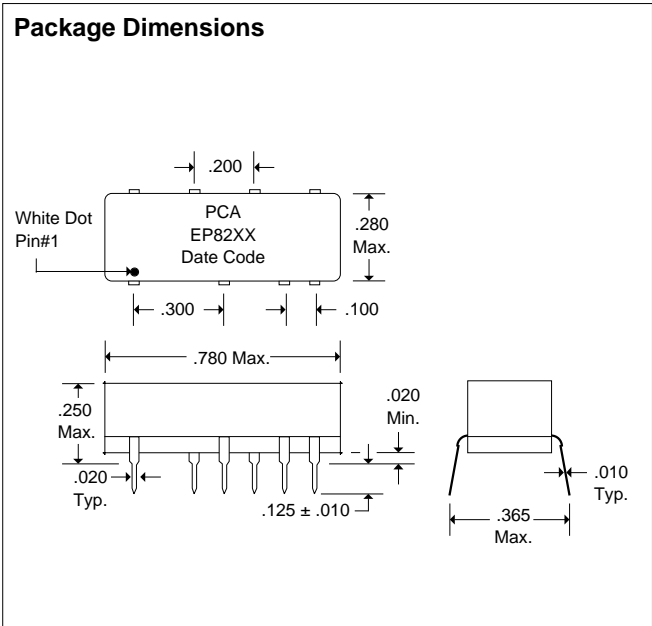 Package Dimensions
.200
White Dot
Pin#1
PCA
EP82XX
Date Code
.280
Max.
.300
.100
.780 Max.
.250
Max.
.020
Min.
.020
Typ.
.125 ± .010
.010
Typ.
.365
Max.